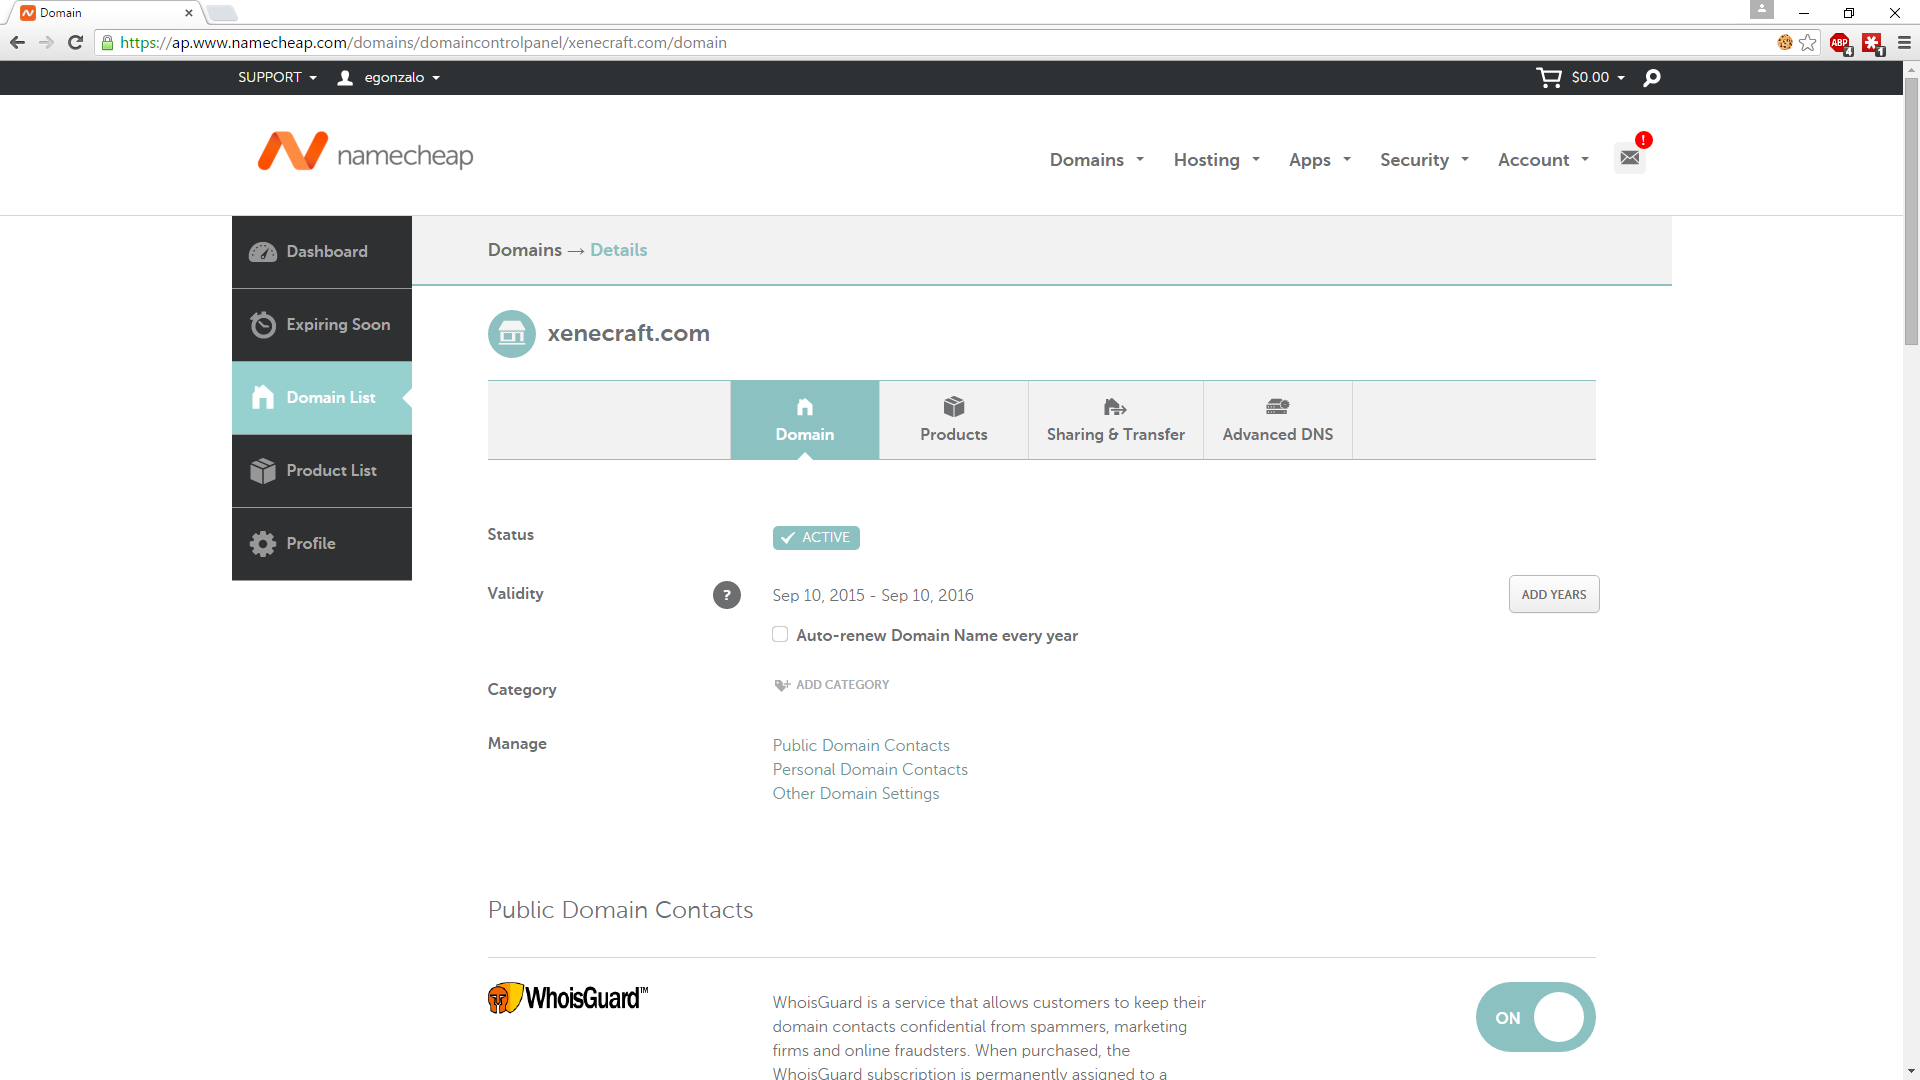 Domain
https://ap.www.namecheap.com/domains/domaincontrolpanel/xenecraft.com/domain
ABP 4 1
SUPPORT egonzalo $0.00
namecheap
Domains Hosting Apps Security Account !
Dashboard
Expiring Soon
Domain List
Product List
Profile
Domains → Details
xenecraft.com
Domain Products Sharing & Transfer Advanced DNS
Status ACTIVE
Validity ? Sep 10, 2015 - Sep 10, 2016 ADD YEARS
Auto-renew Domain Name every year
Category ADD CATEGORY
Manage Public Domain Contacts
Personal Domain Contacts
Other Domain Settings
Public Domain Contacts
WhoisGuard™ ON
WhoisGuard is a service that allows customers to keep their
domain contacts confidential from spammers, marketing
firms and online fraudsters. When purchased, the
WhoisGuard subscription is permanently assigned to a